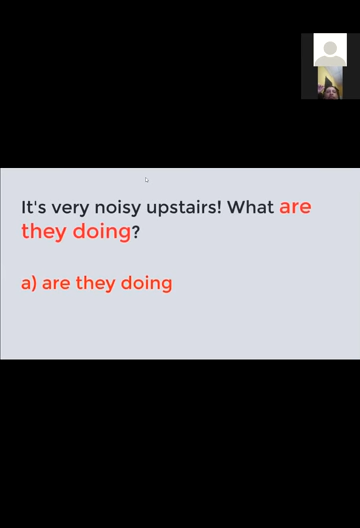 It's very noisy upstairs! What are
they doing?
a) are they doing